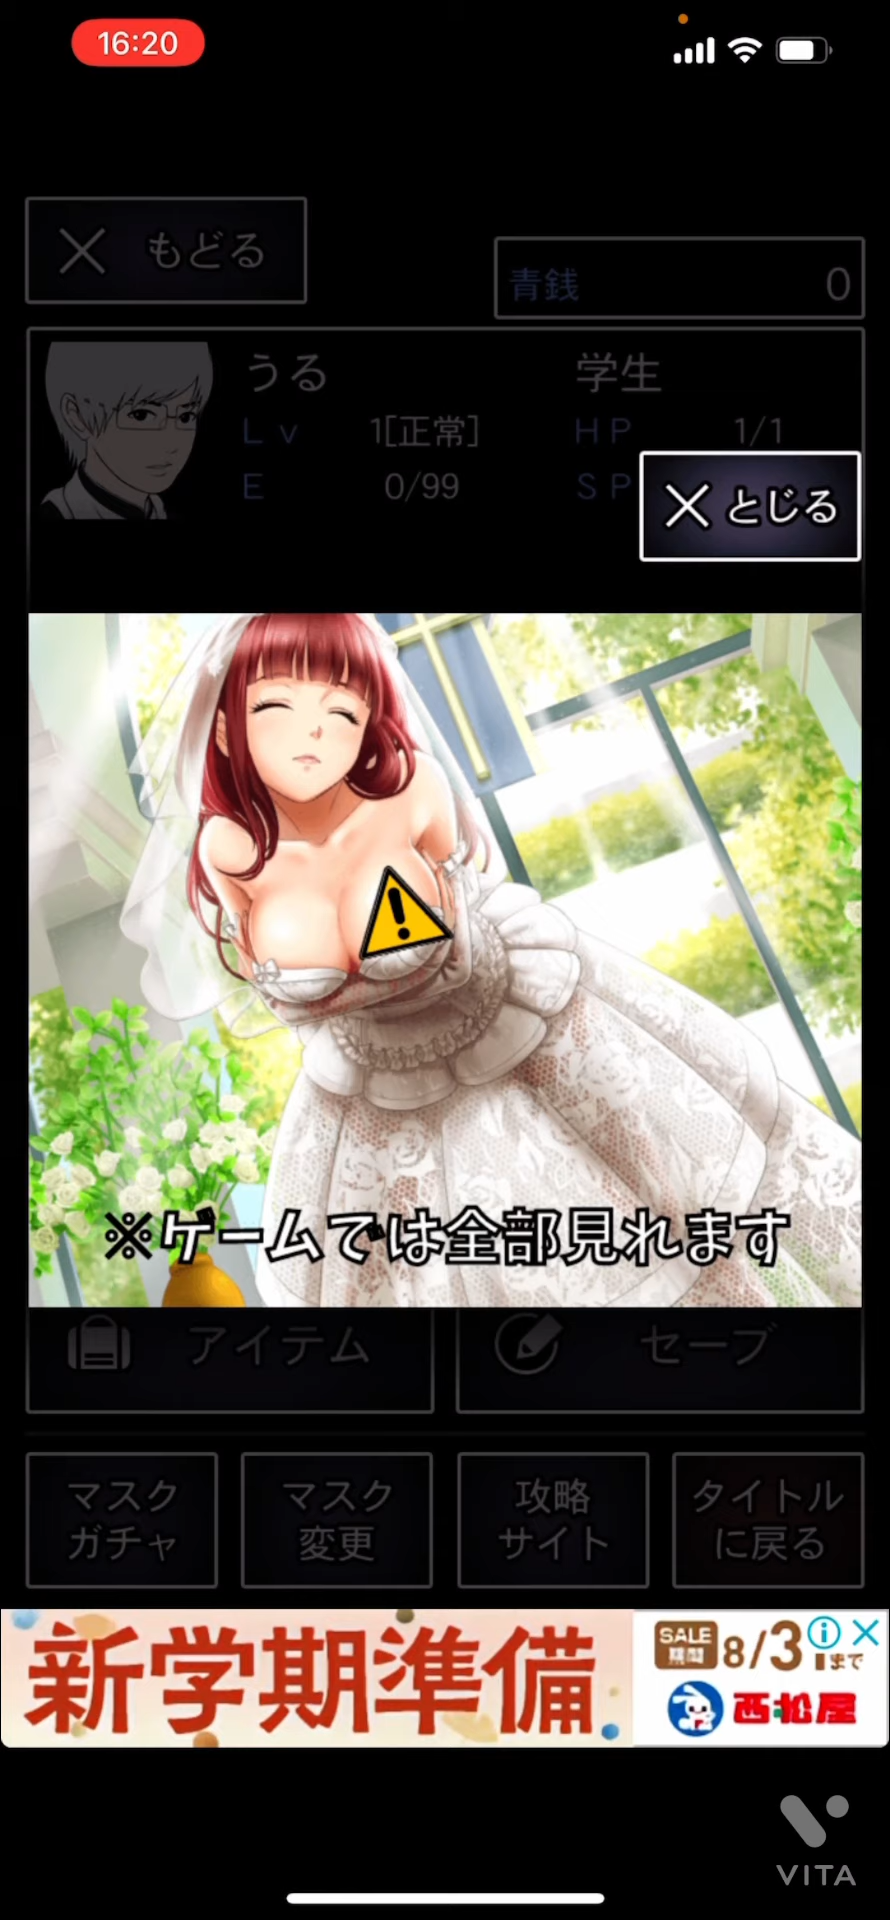 16:20
もどる
青銭 0
うる 学生
Lv 1[正常] HP 1/1
E 0/99 SP
とじる
※ゲームでは全部見れます
アイテム セーブ
マスク
ガチャ
マスク
変更
攻略
サイト
タイトル
に戻る
新学期準備
SALE
期間
8/3
まで
西松屋
VITA